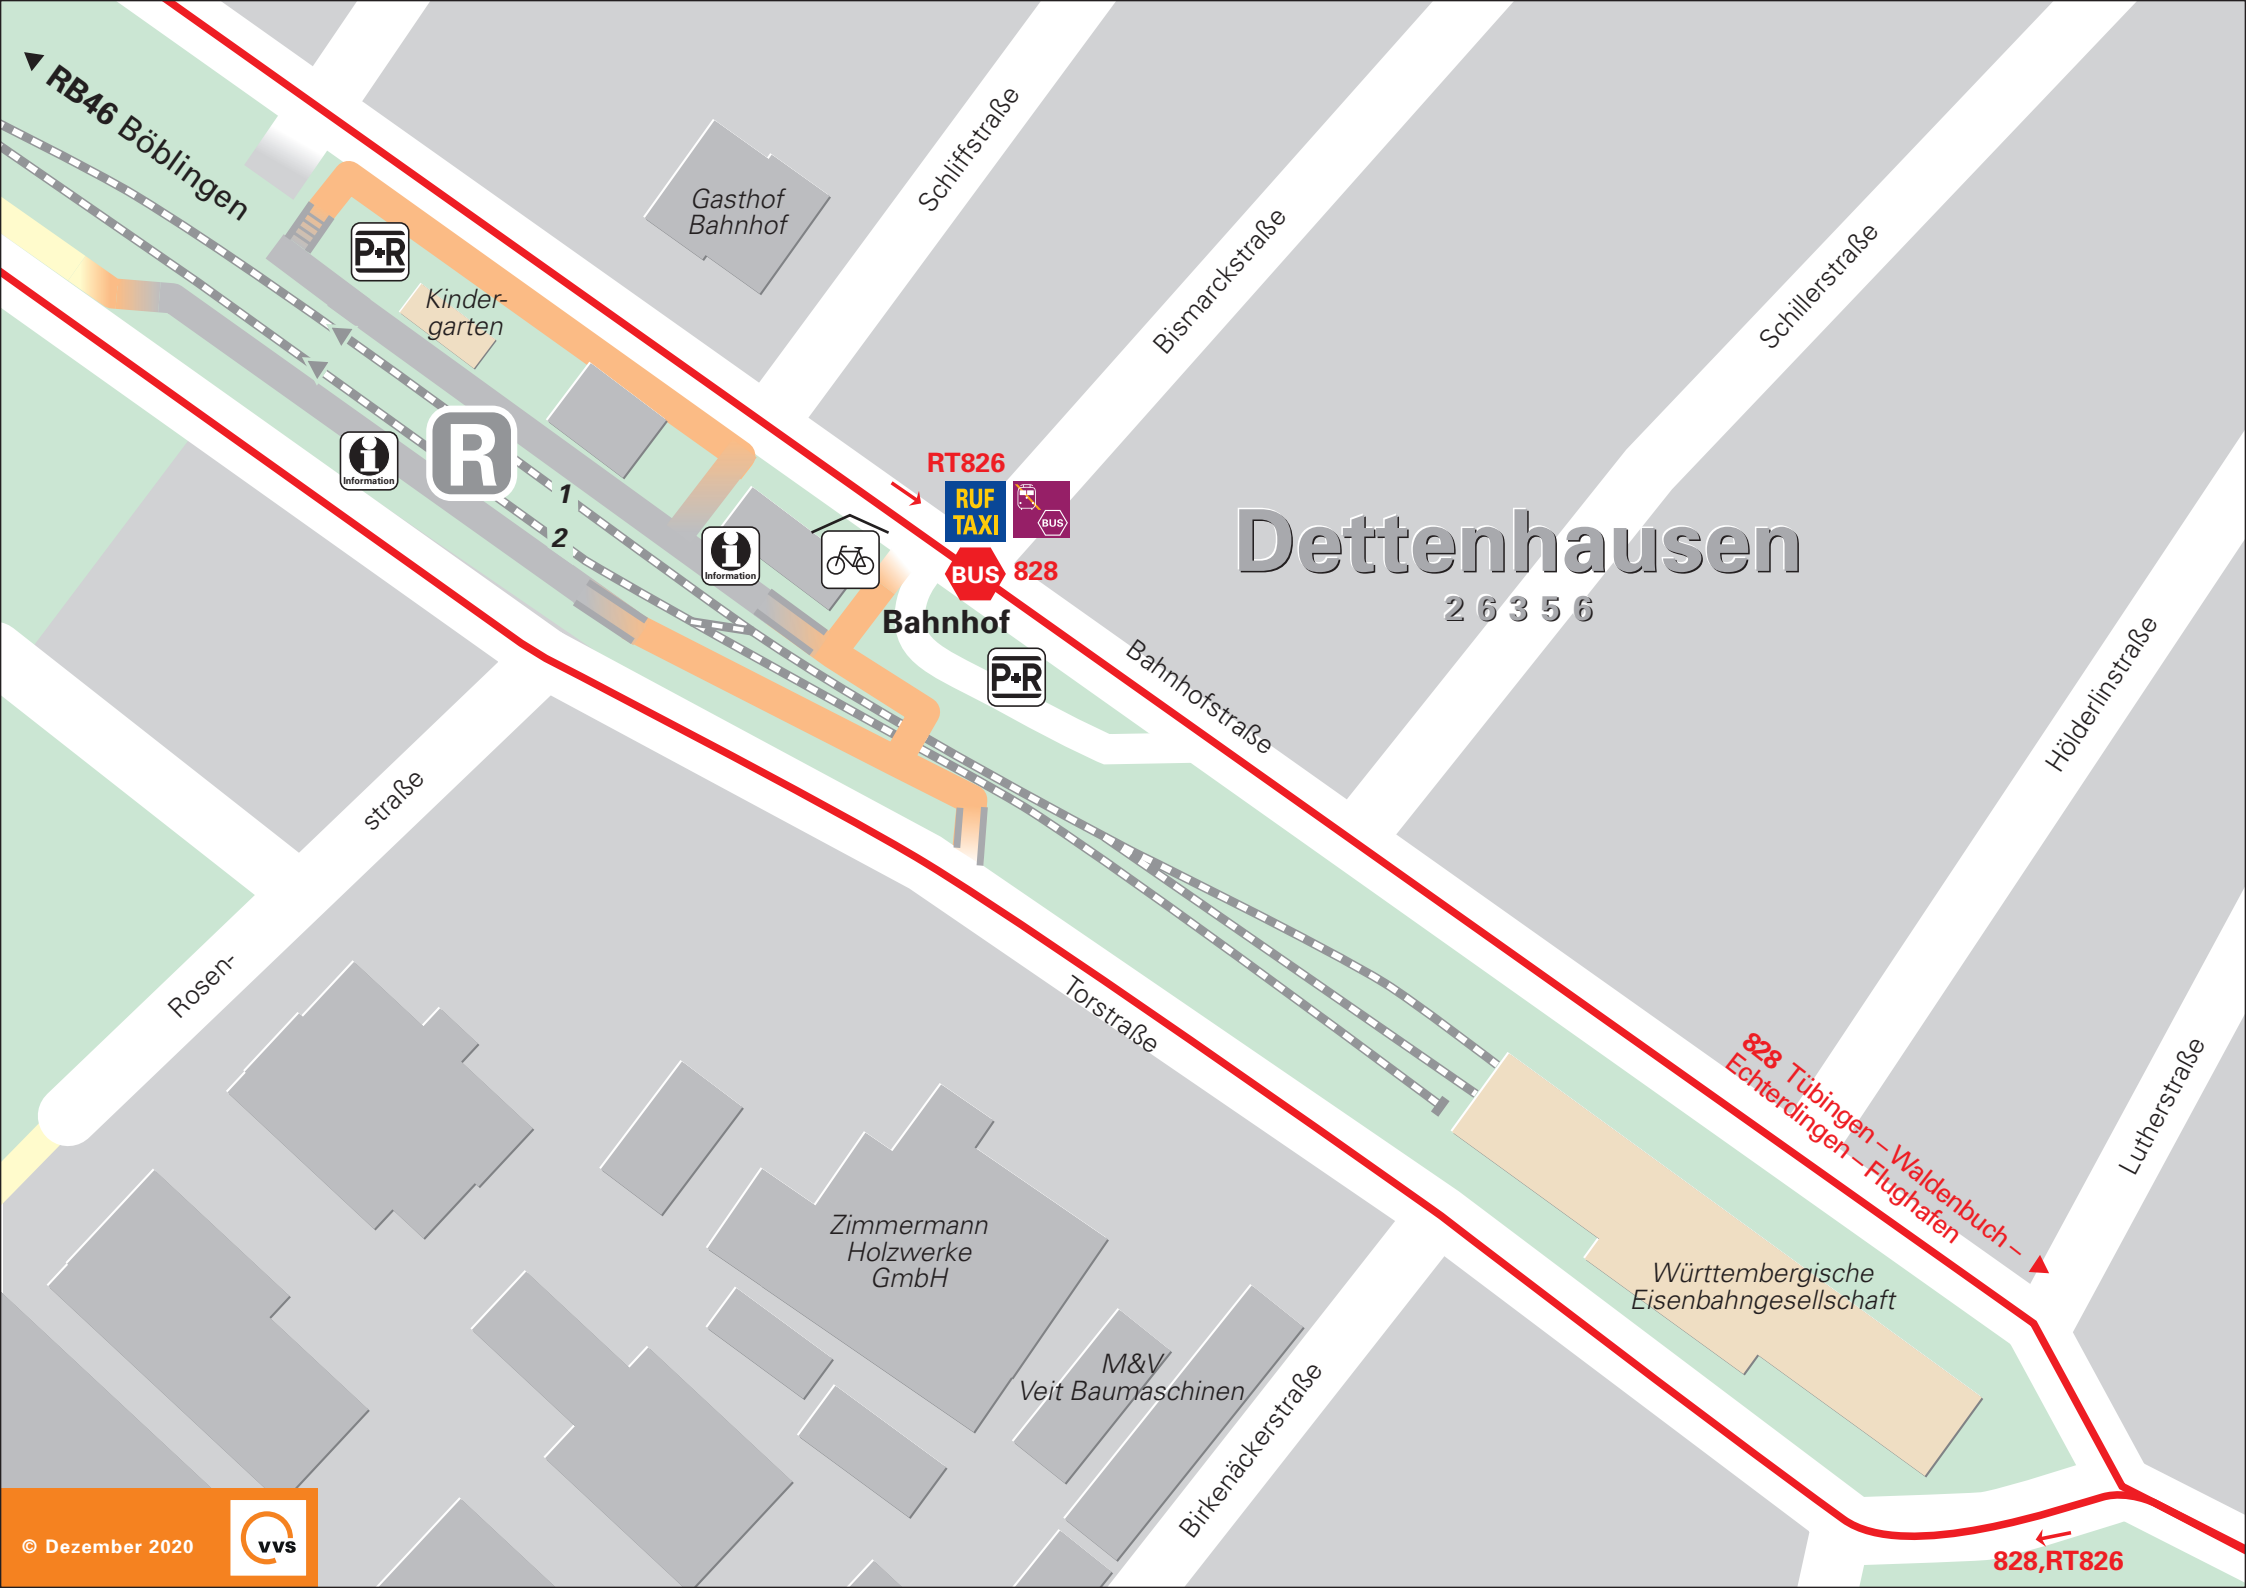 RB46 Böblingen
P+R
Kinder-
garten
Gasthof
Bahnhof
Schliffstraße
Bismarckstraße
Schillerstraße
Hölderlinstraße
Lutherstraße
R
1
2
Information
Information
RT826
RUF
TAXI
BUS
BUS
828
Bahnhof
P+R
Dettenhausen
26356
Bahnhofstraße
straße
Rosen-
Torstraße
828 Tübingen – Waldenbuch –
Echterdingen – Flughafen
Zimmermann
Holzwerke
GmbH
M&V
Veit Baumaschinen
Birkenäckerstraße
Württembergische
Eisenbahngesellschaft
828,RT826
© Dezember 2020
vvs